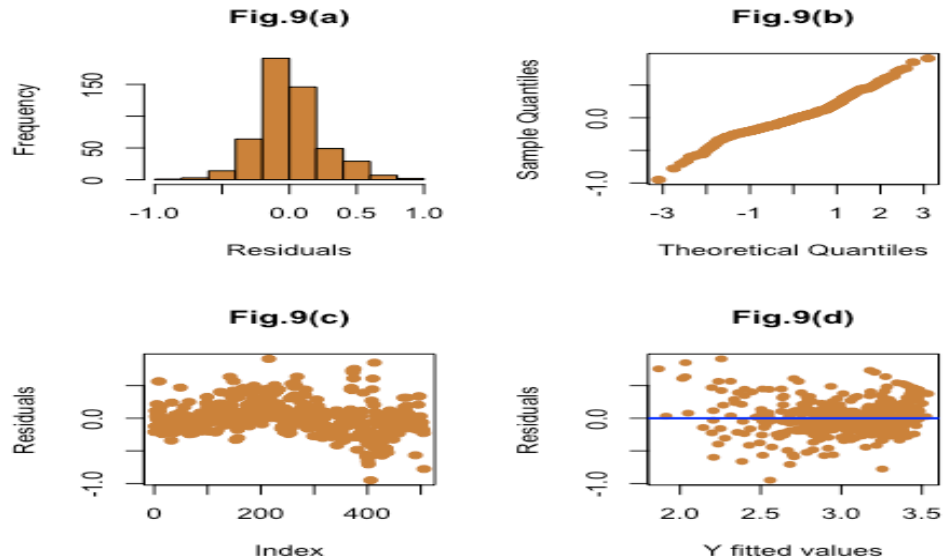 Fig.9(a)
Frequency
150
50
0
-1.0
0.0
0.5
1.0
Residuals
Fig.9(b)
Sample Quantiles
0.0
-1.0
-3
-1
1
2
3
Theoretical Quantiles
Fig.9(c)
Residuals
0.0
-1.0
0
200
400
Index
Fig.9(d)
Residuals
0.0
-1.0
2.0
2.5
3.0
3.5
Y fitted values